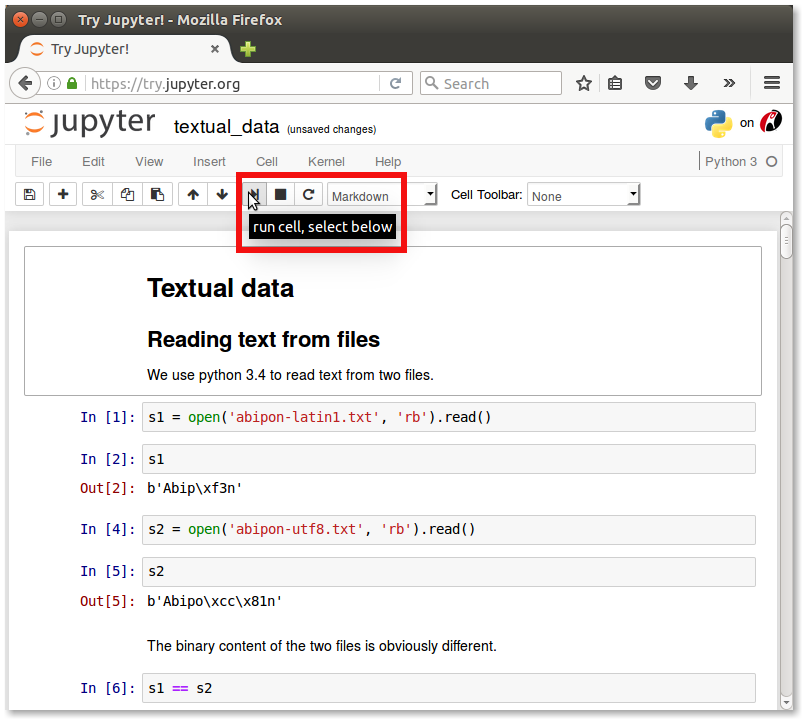 Try Jupyter! - Mozilla Firefox
Try Jupyter!
https://try.jupyter.org
Search
jupyter textual_data (unsaved changes) on
File Edit View Insert Cell Kernel Help Python 3
Markdown Cell Toolbar: None
run cell, select below
Textual data
Reading text from files
We use python 3.4 to read text from two files.
In [1]: s1 = open('abipon-latin1.txt', 'rb').read()
In [2]: s1
Out[2]: b'Abip\xf3n'
In [4]: s2 = open('abipon-utf8.txt', 'rb').read()
In [5]: s2
Out[5]: b'Abipo\xcc\x81n'
The binary content of the two files is obviously different.
In [6]: s1 == s2